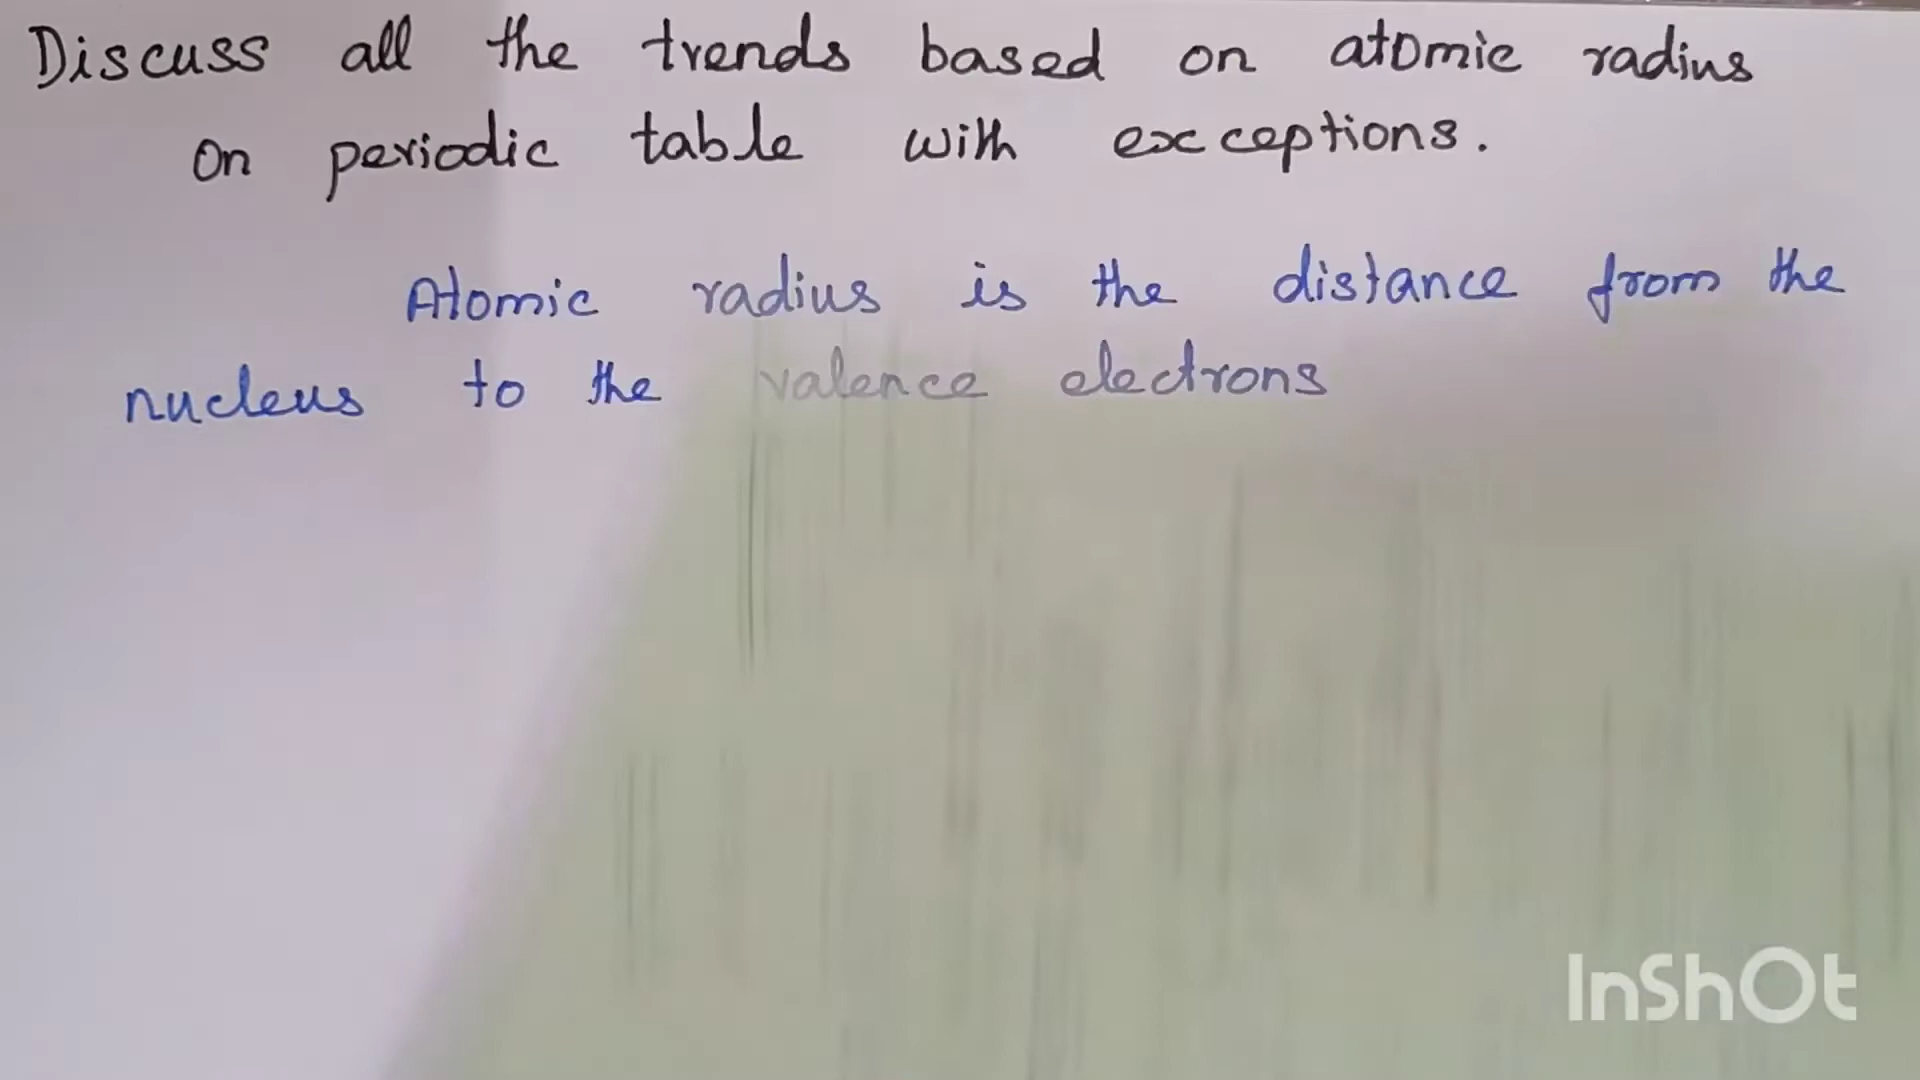 Discuss all the trends based on atomic radius
on periodic table with exceptions.
Atomic radius is the distance from the
nucleus to the valence electrons
InShOt